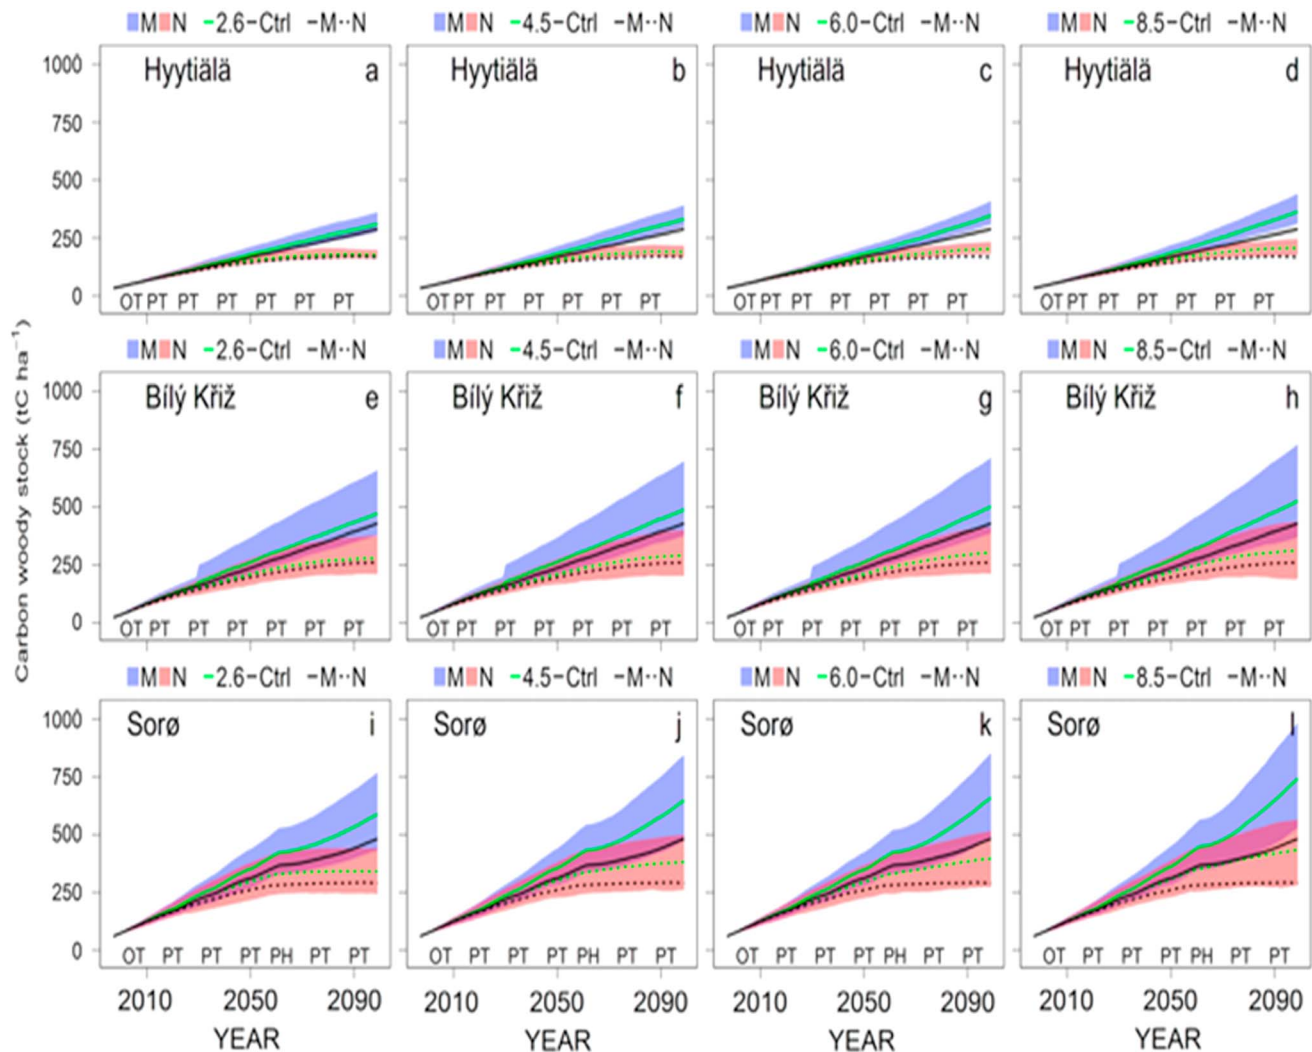 M N 2.6 Ctrl M N M N 4.5 Ctrl M N M N 6.0 Ctrl M N M N 8.5 Ctrl M N
1000 Hyytiälä a Hyytiälä b Hyytiälä c Hyytiälä d
750
500
250
0
OT PT PT PT PT PT PT OT PT PT PT PT PT PT OT PT PT PT PT PT PT OT PT PT PT PT PT PT
M N 2.6 Ctrl M N M N 4.5 Ctrl M N M N 6.0 Ctrl M N M N 8.5 Ctrl M N
1000 Bílý Křiž e Bílý Křiž f Bílý Křiž g Bílý Křiž h
750
500
250
0
OT PT PT PT PT PT PT OT PT PT PT PT PT PT OT PT PT PT PT PT PT OT PT PT PT PT PT PT
Carbon woody stock (tC ha⁻¹)
M N 2.6 Ctrl M N M N 4.5 Ctrl M N M N 6.0 Ctrl M N M N 8.5 Ctrl M N
1000 Sorø i Sorø j Sorø k Sorø l
750
500
250
0
OT PT PT PT PH PT PT OT PT PT PT PH PT PT OT PT PT PT PH PT PT OT PT PT PT PH PT PT
2010 2050 2090 2010 2050 2090 2010 2050 2090 2010 2050 2090
YEAR YEAR YEAR YEAR